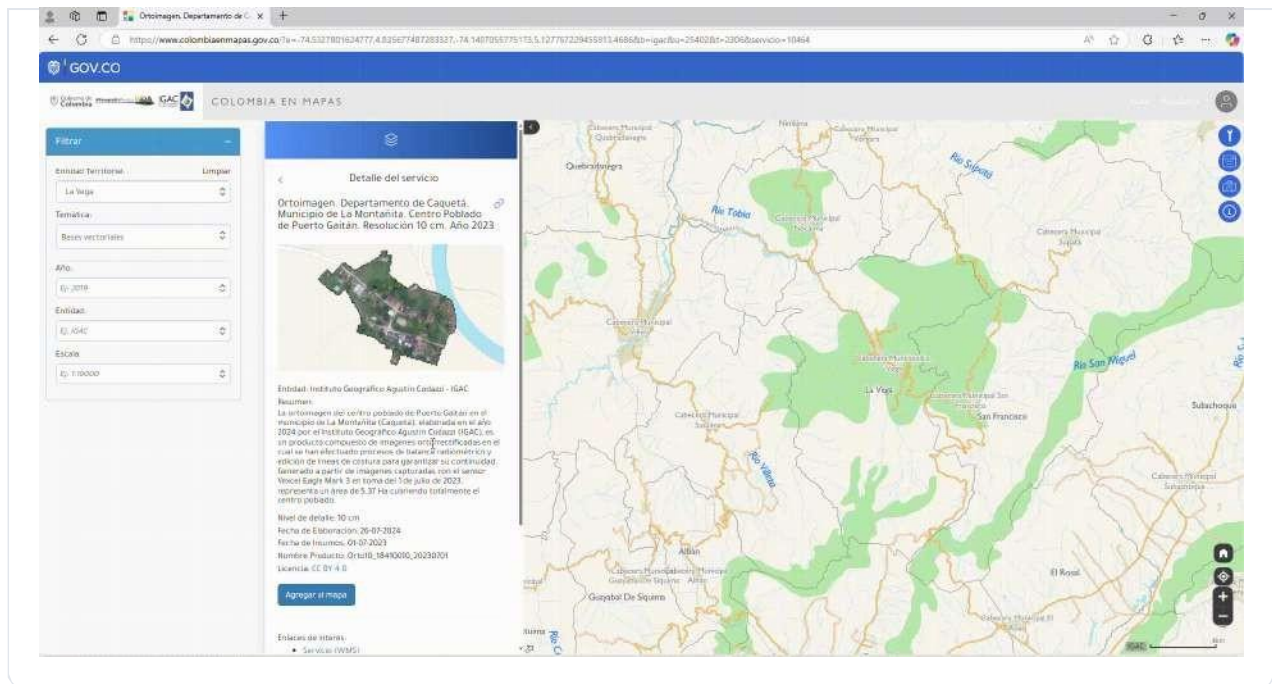 Ortoimagen. Departamento de C
https://www.colombiaenmapas.gov.co
GOV.CO
IGAC
COLOMBIA EN MAPAS
Filtrar
Entidad Territorial
Limpiar
La Vega
Temática:
Bases vectoriales
Año:
Ej: 2019
Entidad:
Ej. IGAC
Escala
Ej: 1:10000
Detalle del servicio
Ortoimagen. Departamento de Caquetá.
Municipio de La Montañita. Centro Poblado
de Puerto Gaitán. Resolución 10 cm. Año 2023
Entidad: Instituto Geográfico Agustín Codazzi - IGAC
Resumen:
La ortoimagen del centro poblado de Puerto Gaitán en el
municipio de La Montañita (Caquetá), elaborada en el año
2024 por el Instituto Geográfico Agustín Codazzi (IGAC), es
un producto compuesto de imágenes ortorrectificadas en el
cual se han efectuado procesos de balance radiométrico y
edición de líneas de costura para garantizar su continuidad.
Generado a partir de imágenes capturadas con el sensor
Vexcel Eagle Mark 3 en toma del 1 de julio de 2023,
representa un área de 5.37 Ha cubriendo totalmente el
centro poblado.
Nivel de detalle: 10 cm
Fecha de Elaboración: 26-07-2024
Fecha de Insumos: 01-07-2023
Nombre Producto: Orto10_18410010_20230701
Licencia: CC BY 4.0
Agregar al mapa
Enlaces de interés:
Servicio (WMS)
Quebradanegra
Río Tobia
Río Supatá
Cabecera Municipal
Supatá
La Vega
San Francisco
Río San Miguel
Subachoque
Río Villeta
Albán
Guayabal De Síquima
El Rosal
IGAC